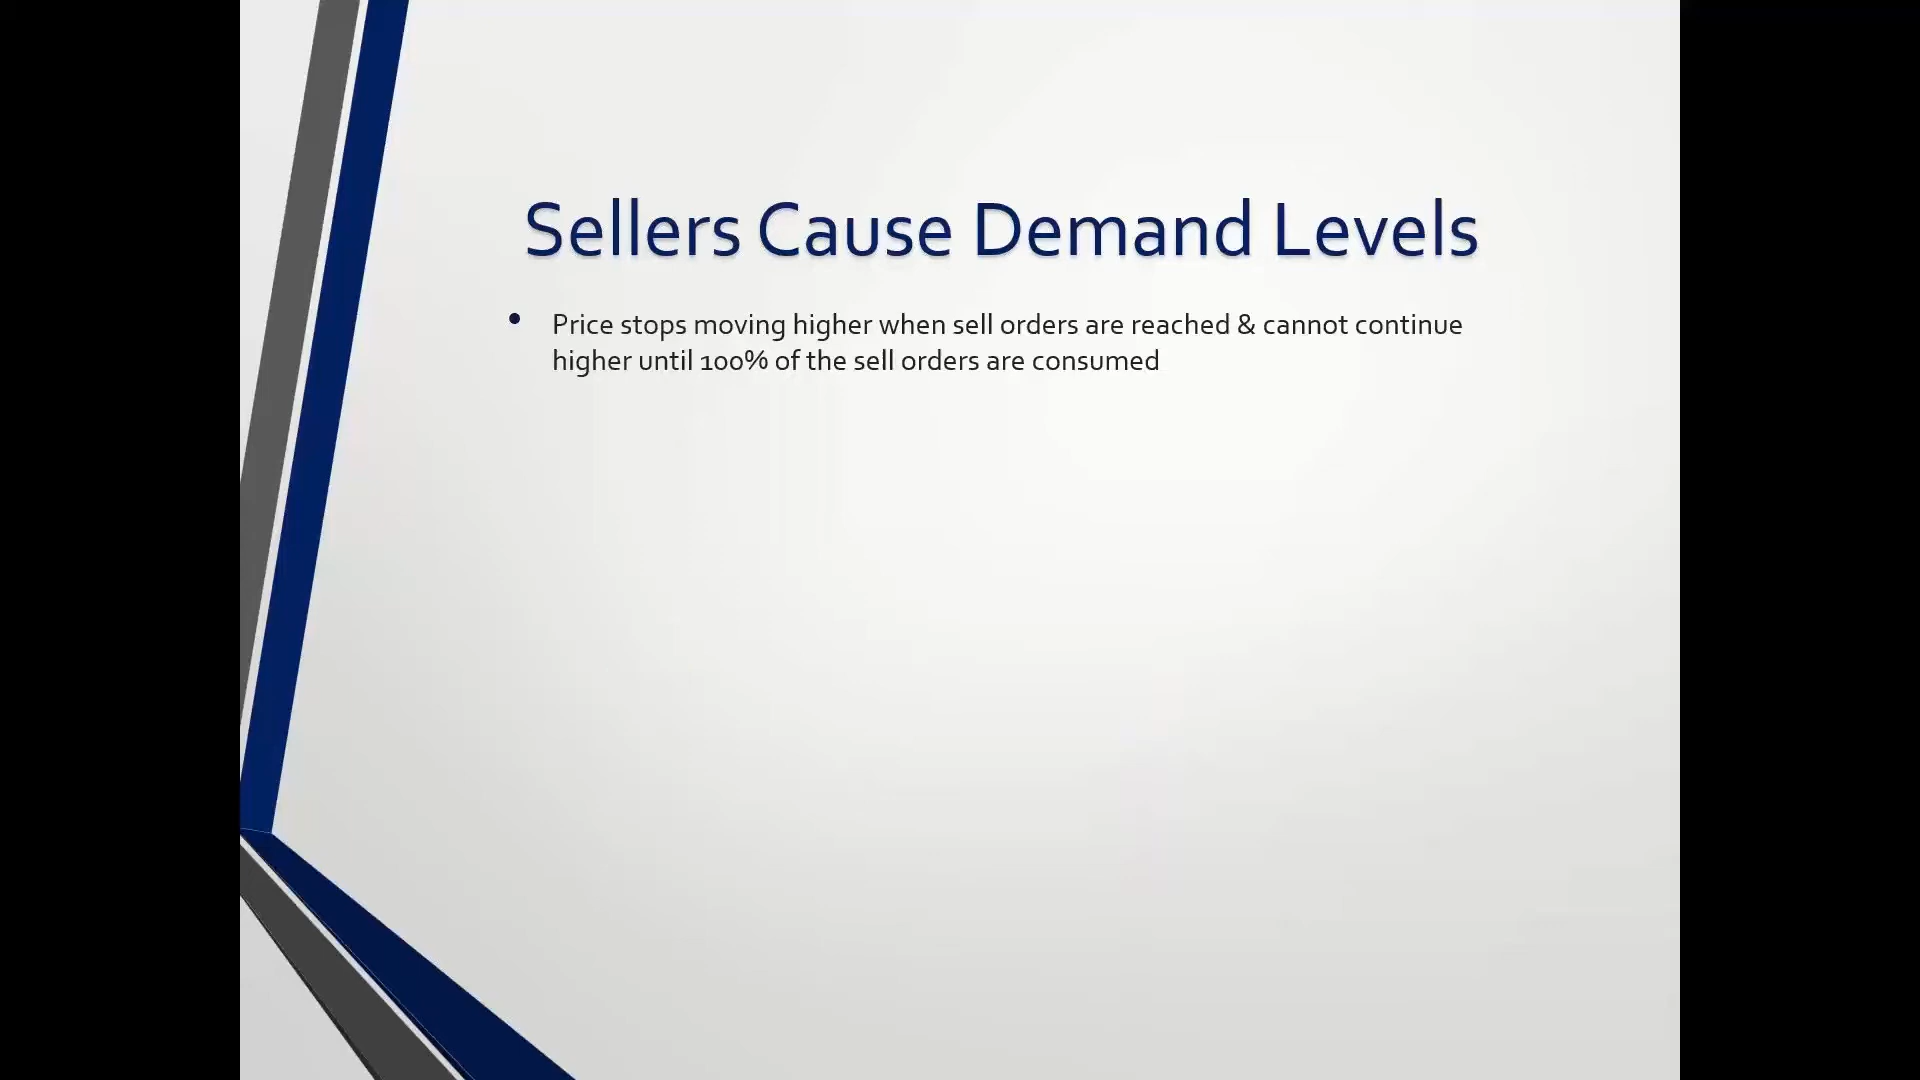 Sellers Cause Demand Levels
• Price stops moving higher when sell orders are reached & cannot continue
higher until 100% of the sell orders are consumed